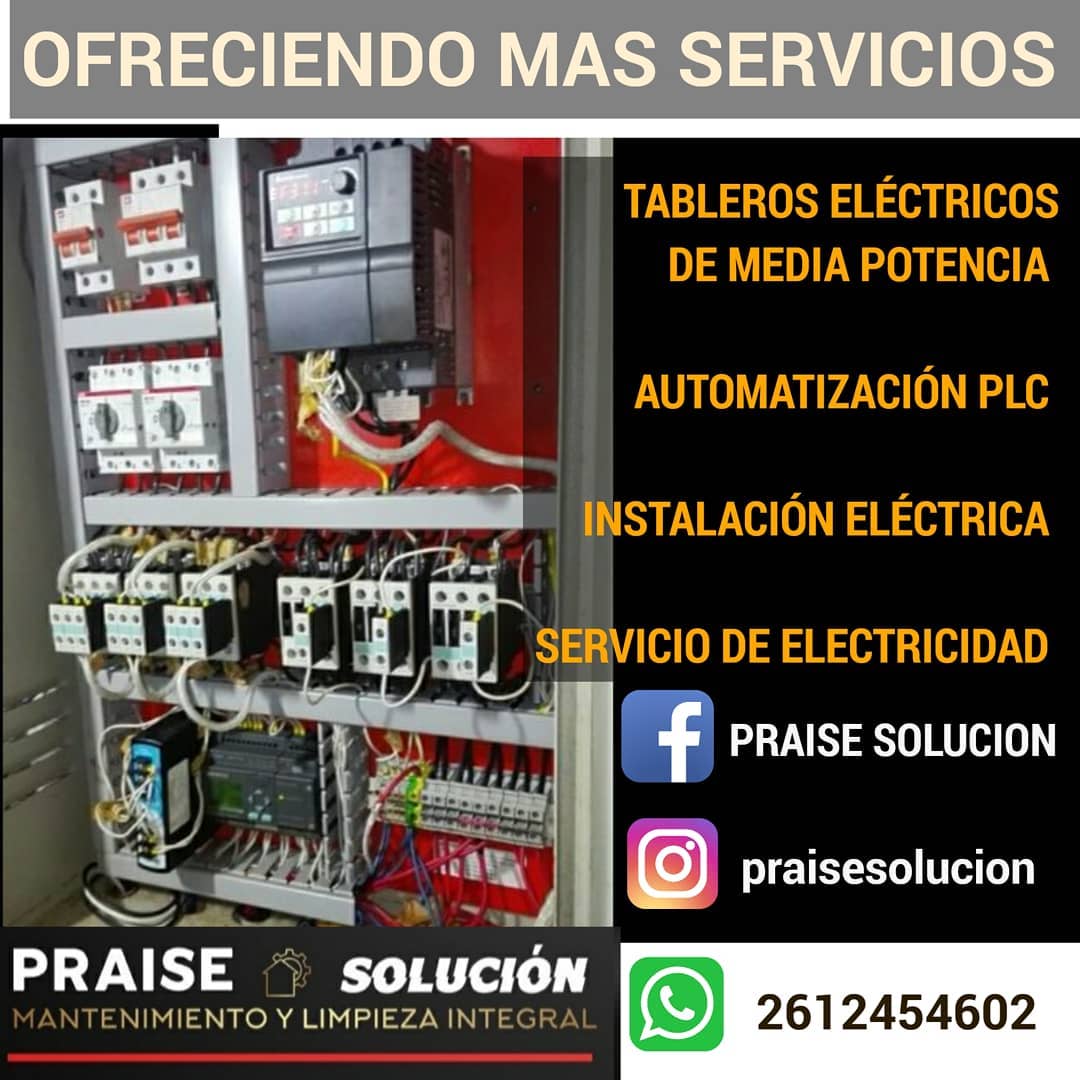 OFRECIENDO MAS SERVICIOS
TABLEROS ELÉCTRICOS
DE MEDIA POTENCIA
AUTOMATIZACIÓN PLC
INSTALACIÓN ELÉCTRICA
SERVICIO DE ELECTRICIDAD
PRAISE SOLUCION
praisesolucion
PRAISE SOLUCIÓN
MANTENIMIENTO Y LIMPIEZA INTEGRAL
2612454602